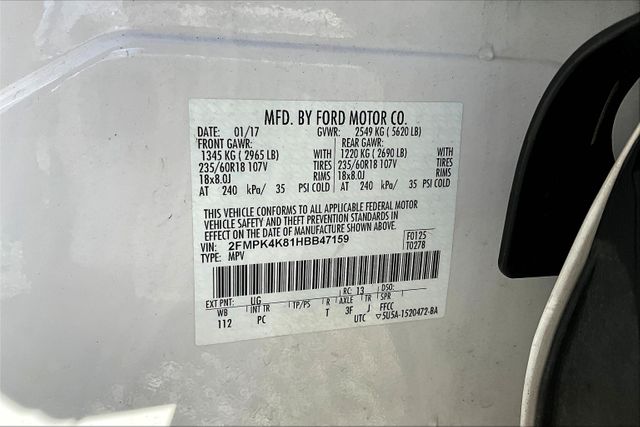 MFD. BY FORD MOTOR CO.
DATE: 01/17 GVWR: 2549 KG ( 5620 LB)
FRONT GAWR: REAR GAWR:
1345 KG ( 2965 LB) WITH 1220 KG ( 2690 LB) WITH
235/60R18 107V TIRES 235/60R18 107V TIRES
18x8.0J RIMS 18x8.0J RIMS
AT 240 kPa/ 35 PSI COLD AT 240 kPa/ 35 PSI COLD
THIS VEHICLE CONFORMS TO ALL APPLICABLE FEDERAL MOTOR
VEHICLE SAFETY AND THEFT PREVENTION STANDARDS IN
EFFECT ON THE DATE OF MANUFACTURE SHOWN ABOVE.
VIN: 2FMPK4K81HBB47159 F0125
TYPE: MPV T0278
RC: 13 DSO:
EXT PNT: UG
WB INT TR TP/PS R AXLE TR SPR
112 PC T 3F J FFCC
UTC ▽5U5A-1520472-BA